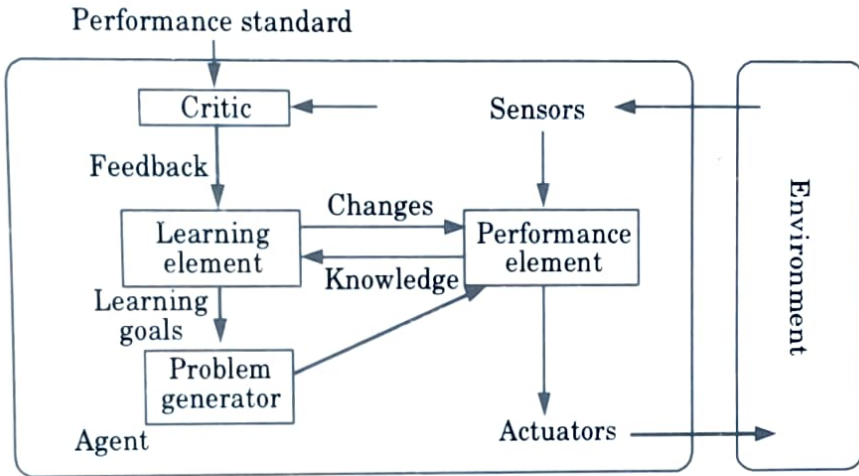 Performance standard
Critic
Sensors
Feedback
Changes
Learning
element
Performance
element
Knowledge
Learning
goals
Problem
generator
Agent
Actuators
Environment